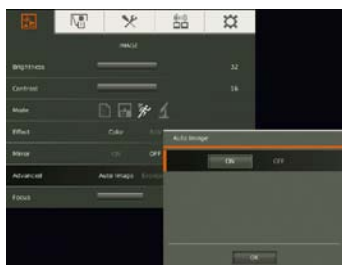 IMAGE
Brightness 32
Contrast 16
Mode
Effect Color
Mirror ON OFF
Advanced Auto Image
Focus
Auto Image
ON OFF
OK